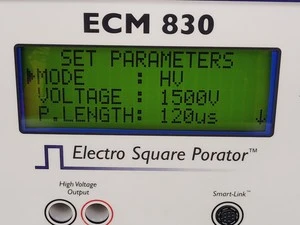 ECM 830
SET PARAMETERS
MODE : HV
VOLTAGE : 1500V
P.LENGTH: 120us ↓
Electro Square Porator™
High Voltage
Output
Smart-Link™